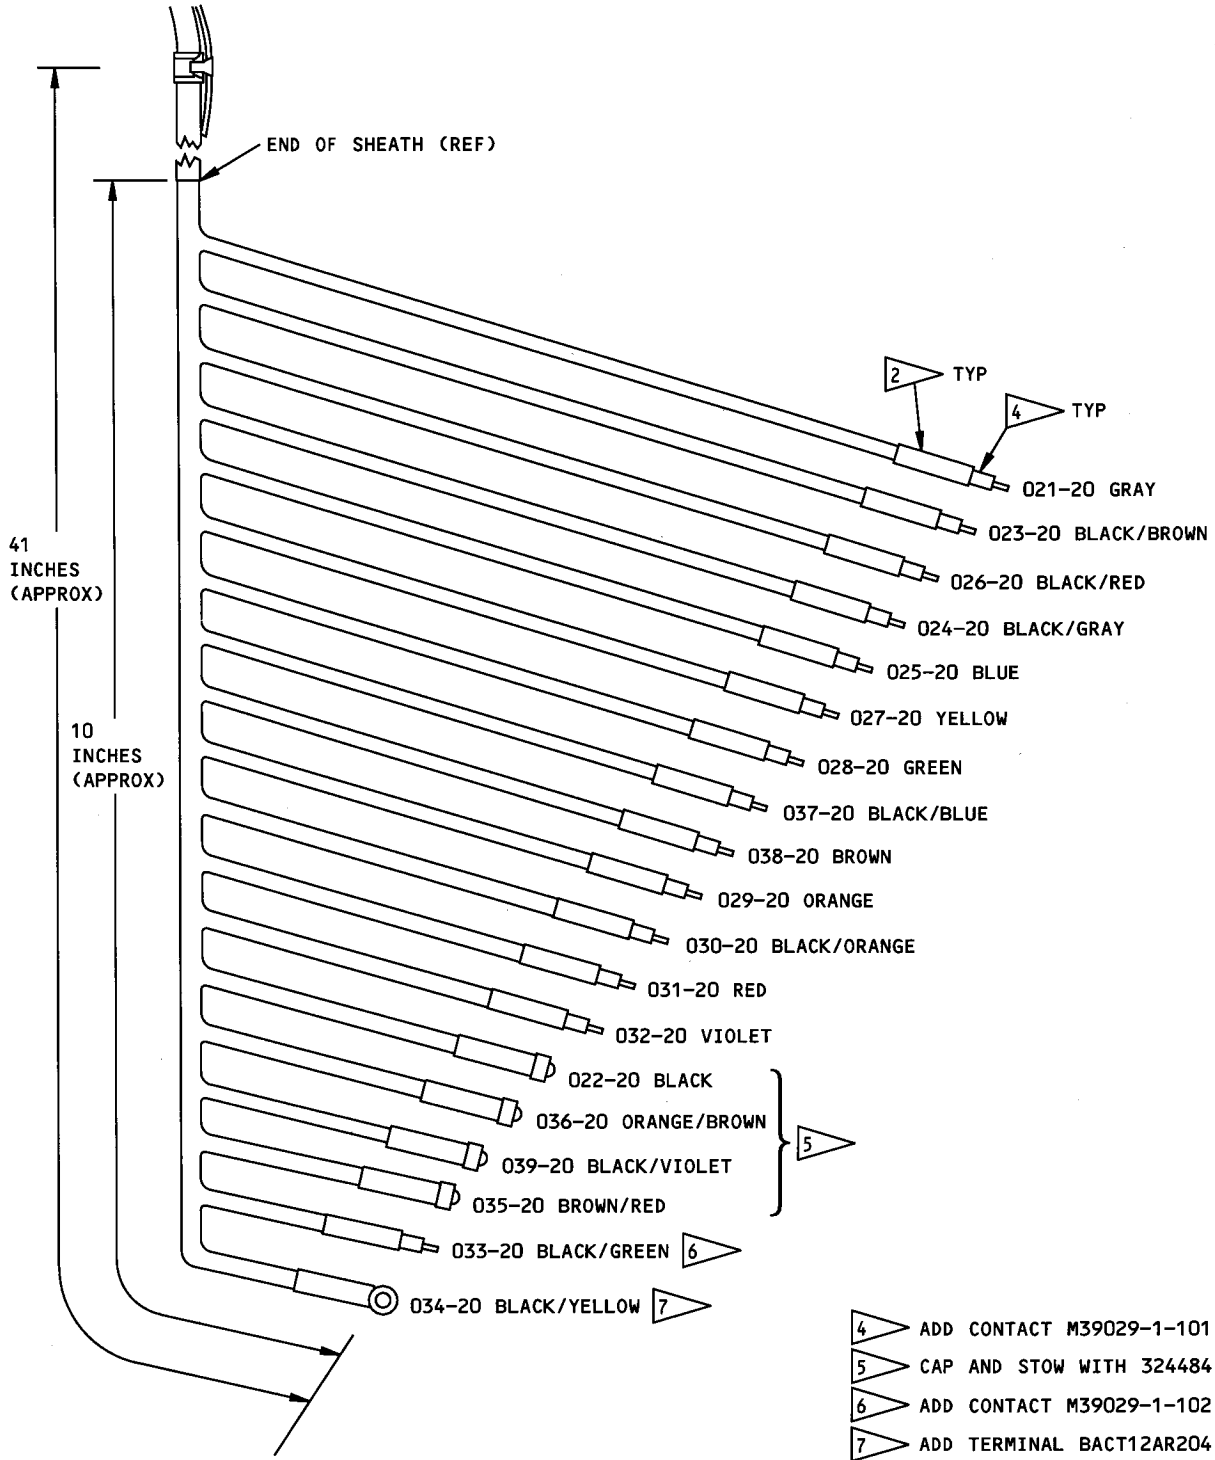 END OF SHEATH (REF)
2 TYP
4 TYP
021-20 GRAY
023-20 BLACK/BROWN
41
INCHES
(APPROX)
026-20 BLACK/RED
024-20 BLACK/GRAY
025-20 BLUE
027-20 YELLOW
10
INCHES
(APPROX)
028-20 GREEN
037-20 BLACK/BLUE
038-20 BROWN
029-20 ORANGE
030-20 BLACK/ORANGE
031-20 RED
032-20 VIOLET
022-20 BLACK
036-20 ORANGE/BROWN
5
039-20 BLACK/VIOLET
035-20 BROWN/RED
033-20 BLACK/GREEN 6
034-20 BLACK/YELLOW 7
4 ADD CONTACT M39029-1-101
5 CAP AND STOW WITH 324484
6 ADD CONTACT M39029-1-102
7 ADD TERMINAL BACT12AR204